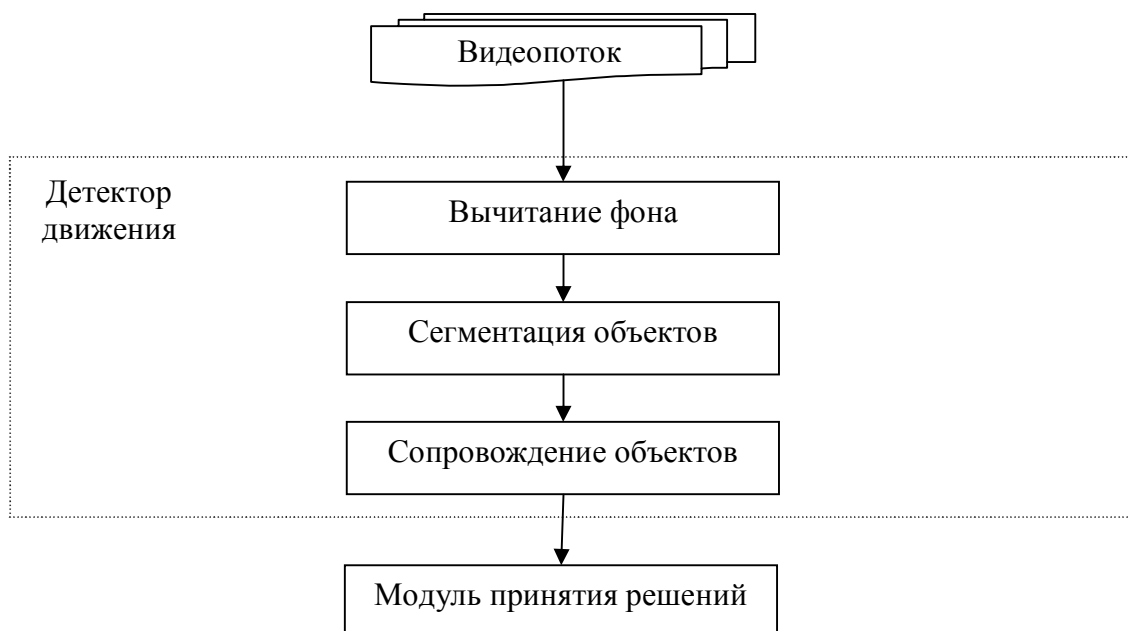 Видеопоток
Детектор
движения
Вычитание фона
Сегментация объектов
Сопровождение объектов
Модуль принятия решений